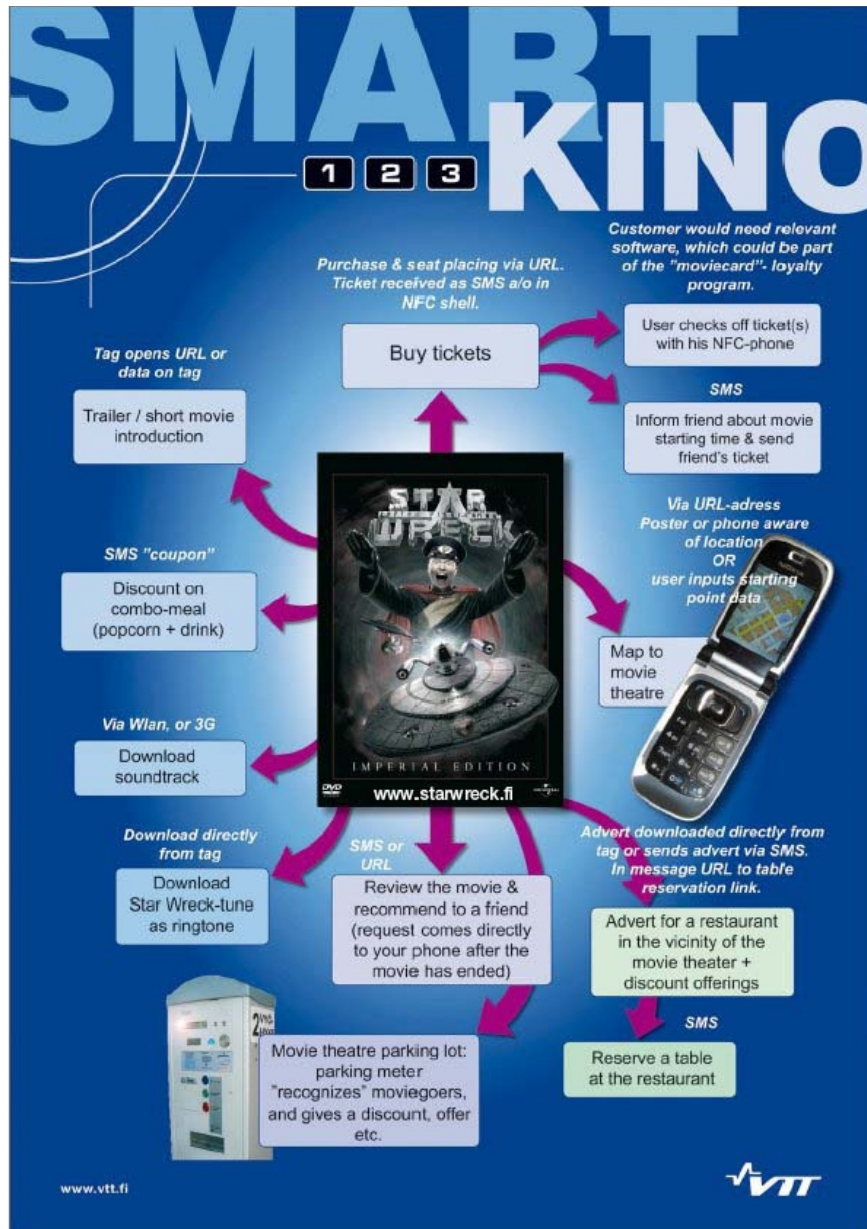 SMART
1 2 3
KINO
Customer would need relevant
software, which could be part
of the "moviecard"- loyalty
program.
Purchase & seat placing via URL.
Ticket received as SMS a/o in
NFC shell.
Buy tickets
User checks off ticket(s)
with his NFC-phone
SMS
Inform friend about movie
starting time & send
friend's ticket
Tag opens URL or
data on tag
Trailer / short movie
introduction
STAR
WRECK
IMPERIAL EDITION
DVD
www.starwreck.fi
Via URL-adress
Poster or phone aware
of location
OR
user inputs starting
point data
Map to
movie
theatre
SMS "coupon"
Discount on
combo-meal
(popcorn + drink)
Via Wlan, or 3G
Download
soundtrack
Download directly
from tag
Download
Star Wreck-tune
as ringtone
SMS or
URL
Review the movie &
recommend to a friend
(request comes directly
to your phone after the
movie has ended)
Advert downloaded directly from
tag or sends advert via SMS.
In message URL to table
reservation link.
Advert for a restaurant
in the vicinity of the
movie theater +
discount offerings
SMS
Reserve a table
at the restaurant
Movie theatre parking lot:
parking meter
"recognizes" moviegoers,
and gives a discount, offer
etc.
www.vtt.fi
VTT